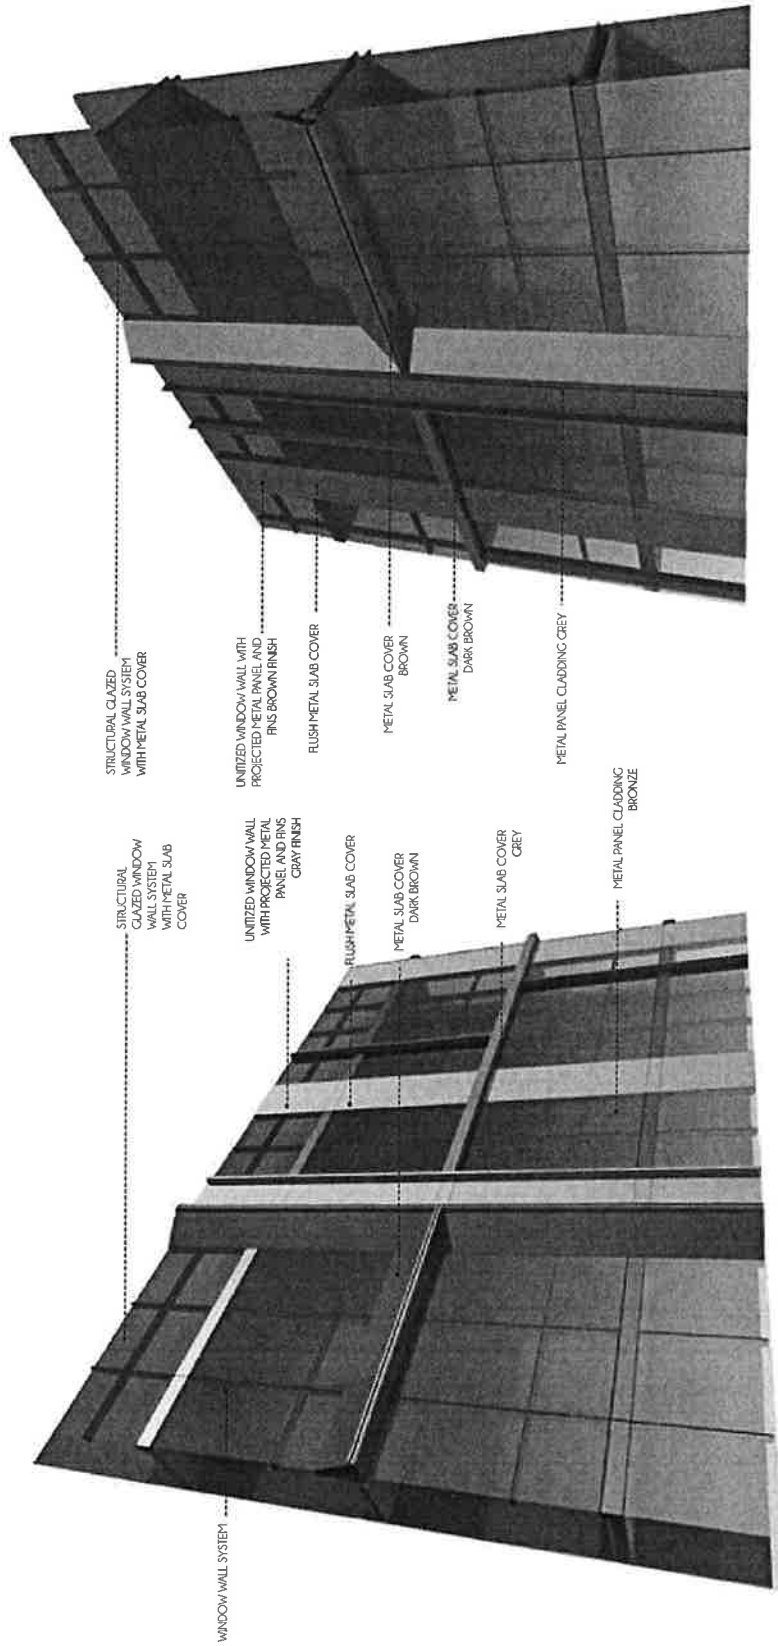 STRUCTURAL GLAZED
WINDOW WALL SYSTEM
WITH METAL SLAB COVER
UNITIZED WINDOW WALL WITH
PROJECTED METAL PANEL AND
FINS BROWN FINISH
FLUSH METAL SLAB COVER
METAL SLAB COVER
BROWN
METAL SLAB COVER
DARK BROWN
METAL PANEL CLADDING GREY
STRUCTURAL
GLAZED WINDOW
WALL SYSTEM
WITH METAL SLAB
COVER
UNITIZED WINDOW WALL
WITH PROJECTED METAL
PANEL AND FINS
GRAY FINISH
FLUSH METAL SLAB COVER
METAL SLAB COVER
DARK BROWN
METAL SLAB COVER
GREY
METAL PANEL CLADDING
BRONZE
WINDOW WALL SYSTEM